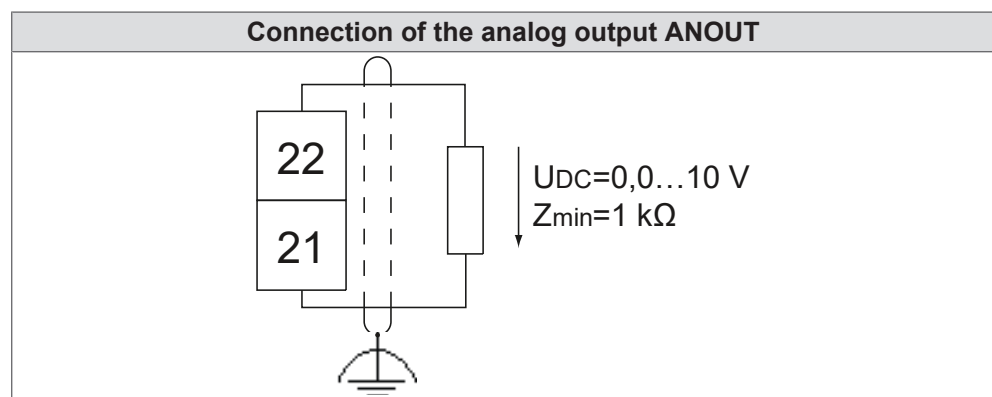 Connection of the analog output ANOUT
22
21
UDC=0,0…10 V
Zmin=1 kΩ